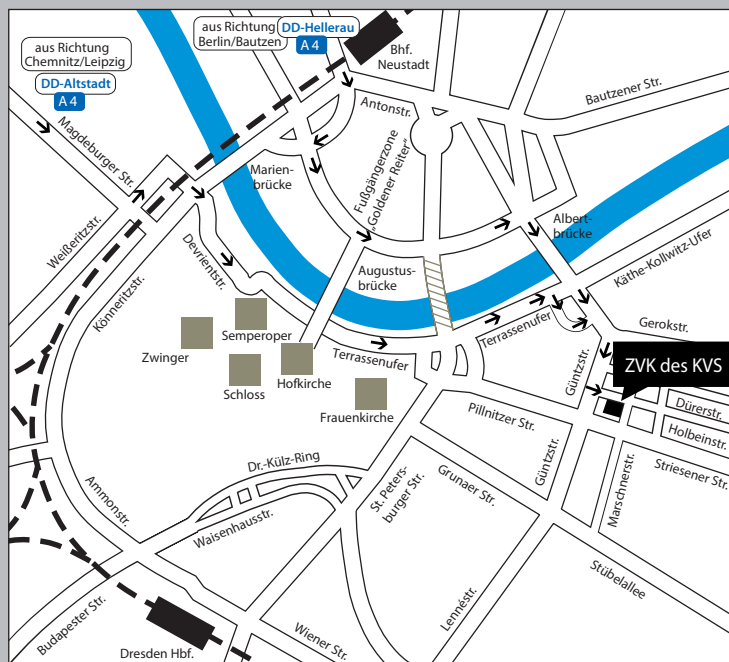 aus Richtung
Berlin/Bautzen
DD-Hellerau
A 4
aus Richtung
Chemnitz/Leipzig
DD-Altstadt
A 4
Bhf.
Neustadt
Bautzener Str.
Antonstr.
Magdeburger Str.
Fußgängerzone
„Goldener Reiter“
Marien-
brücke
Weißeritzstr.
Albert-
brücke
Käthe-Kollwitz-Ufer
Devrientstr.
Augustus-
brücke
Könneritzstr.
Semperoper
Zwinger
Terrassenufer
Terrassenufer
Gerokstr.
Schloss
Hofkirche
Güntzstr.
ZVK des KVS
Frauenkirche
Pillnitzer Str.
Dürerstr.
Holbeinstr.
Striesener Str.
Dr.-Külz-Ring
St. Peters-
burger Str.
Grunaer Str.
Güntzstr.
Marschnerstr.
Ammonstr.
Waisenhausstr.
Stübelallee
Lennéstr.
Budapester Str.
Wiener Str.
Dresden Hbf.